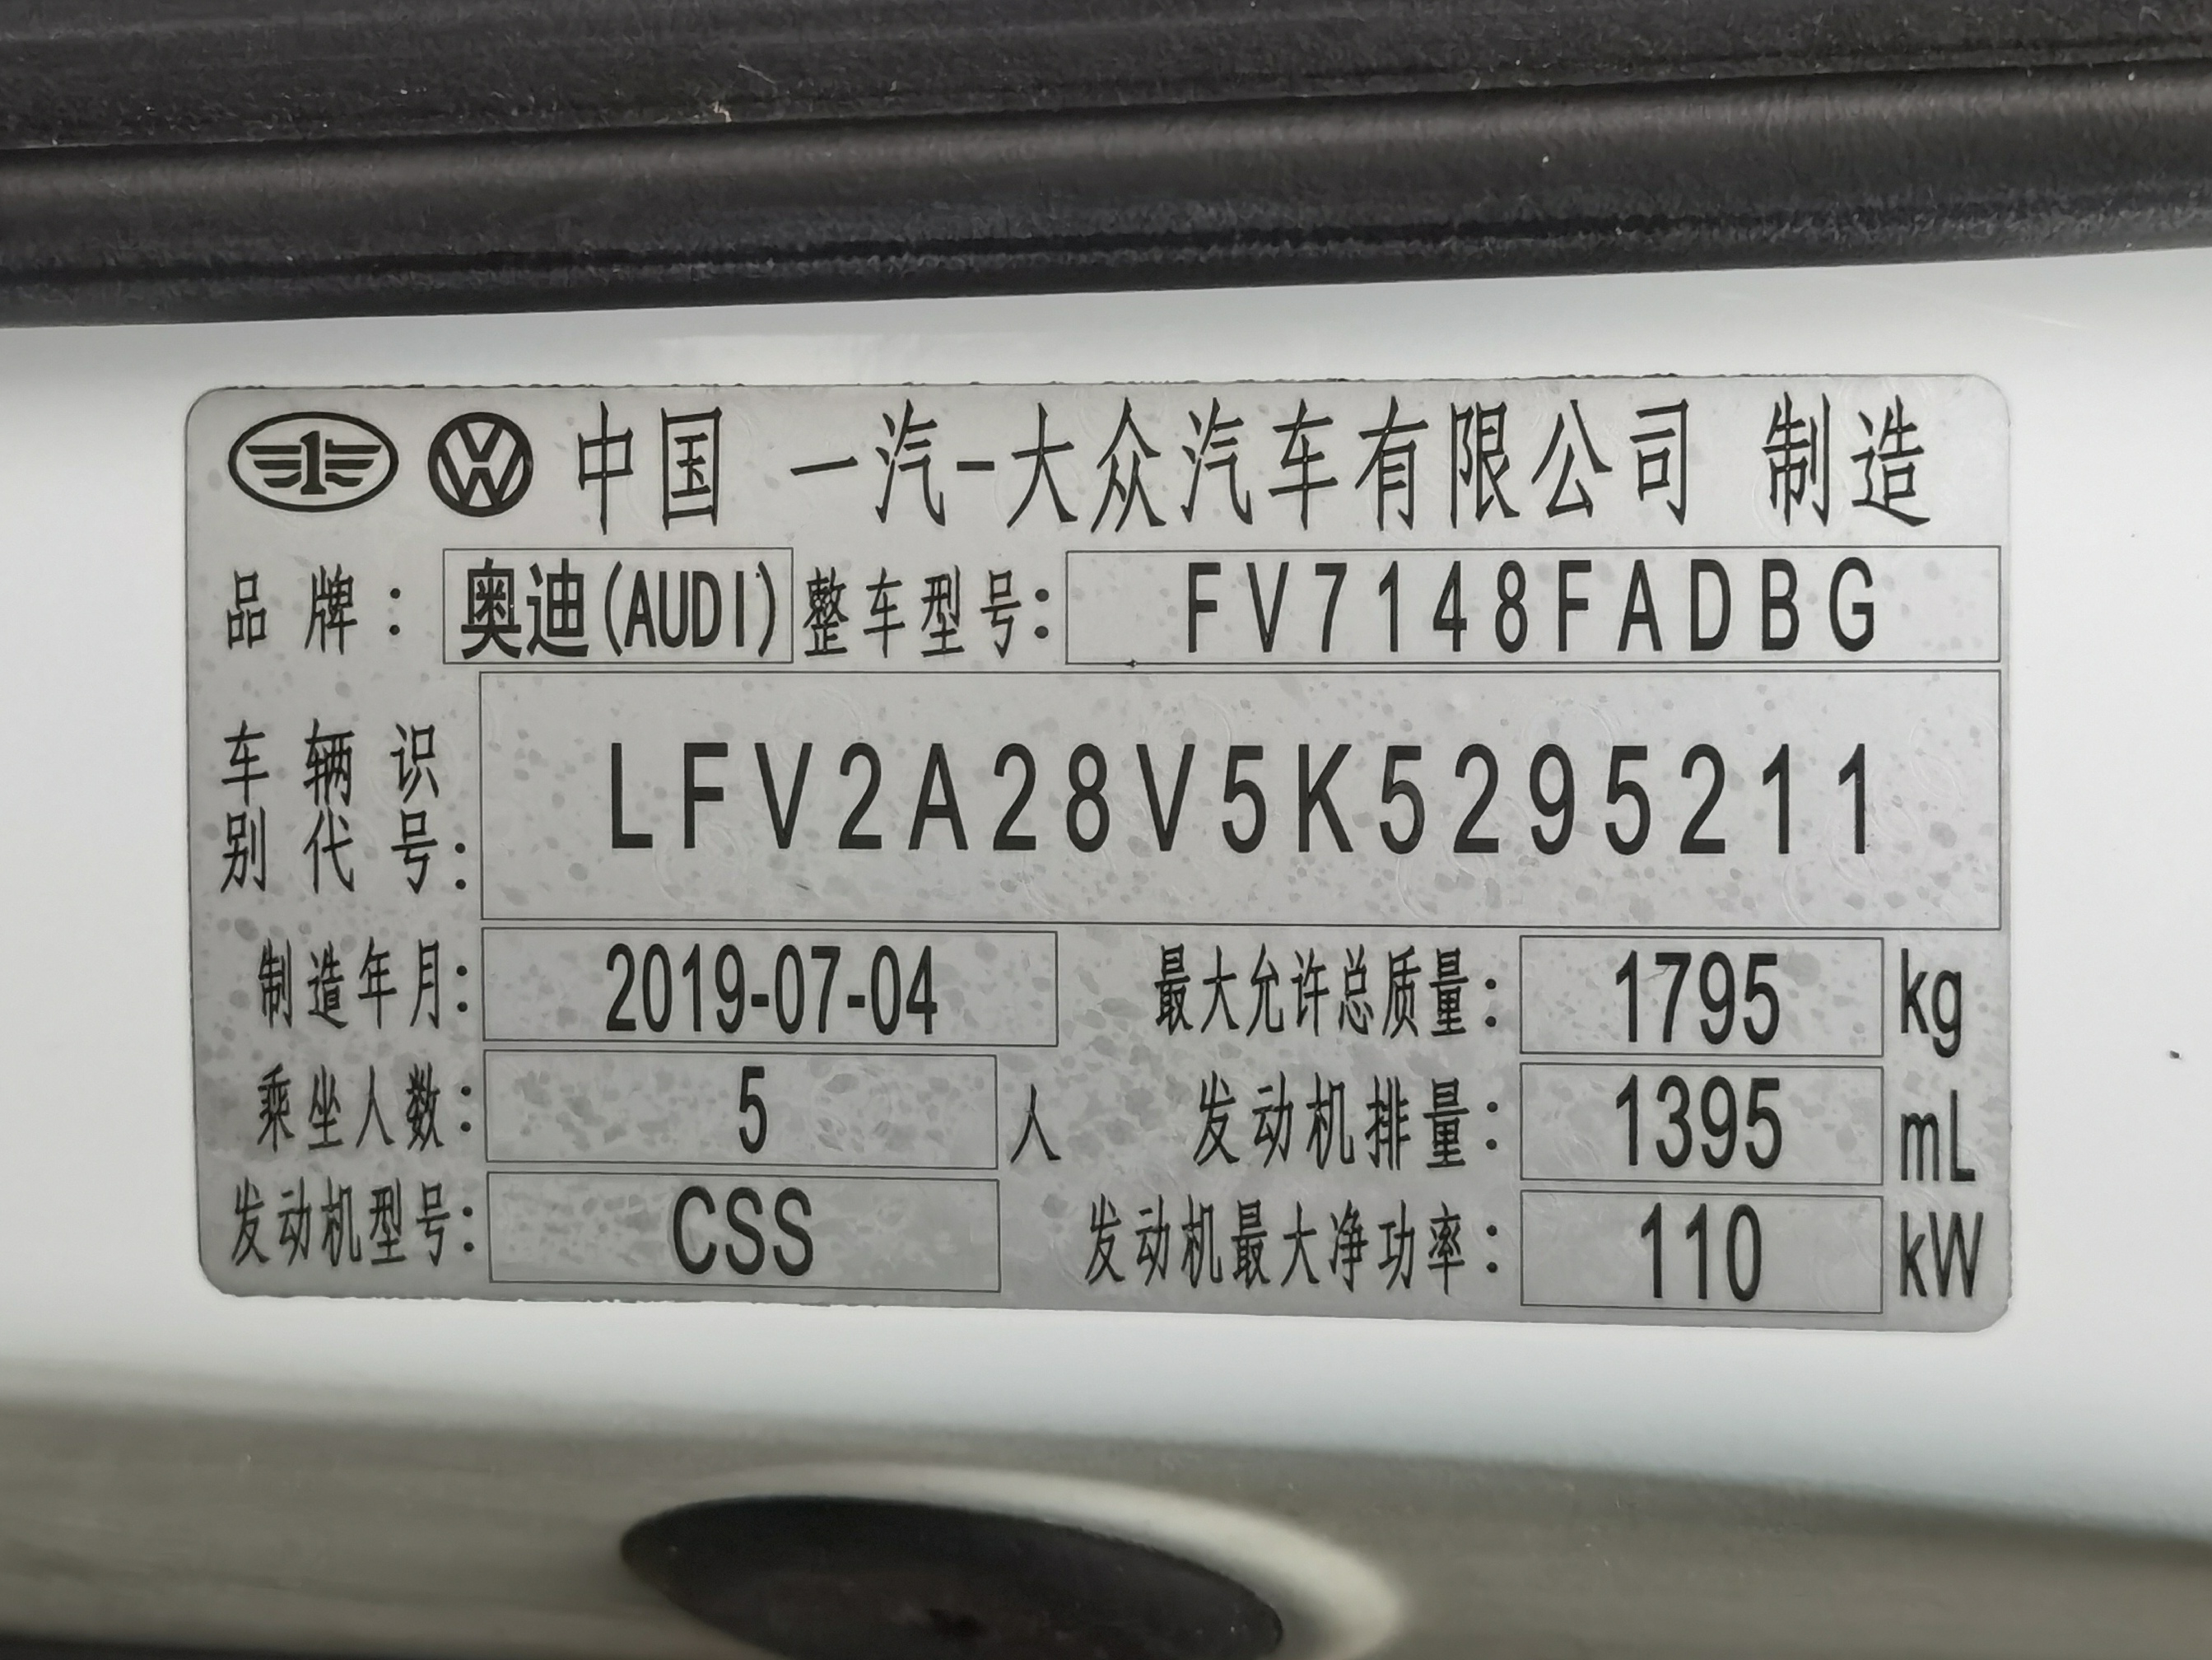 中国 一汽-大众汽车有限公司 制造
品牌: 奥迪(AUDI) 整车型号: FV7148FADBG
车辆识别代号: LFV2A28V5K5295211
制造年月: 2019-07-04 最大允许总质量: 1795 kg
乘坐人数: 5 人 发动机排量: 1395 mL
发动机型号: CSS 发动机最大净功率: 110 kW